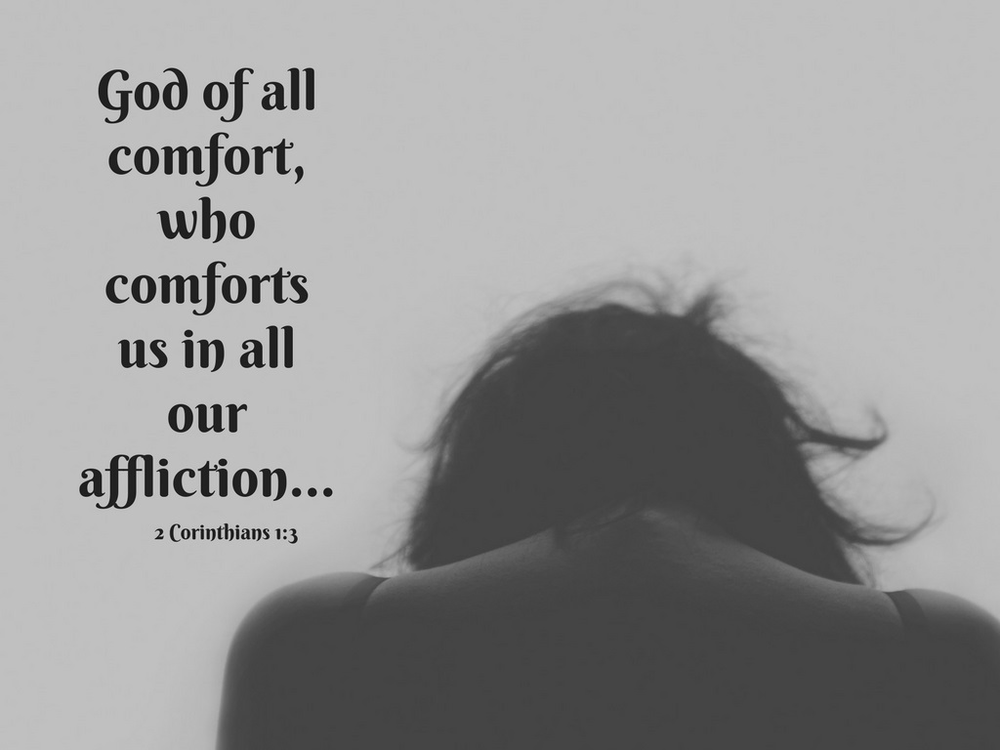 God of all
comfort,
who
comforts
us in all
our
affliction...
2 Corinthians 1:3